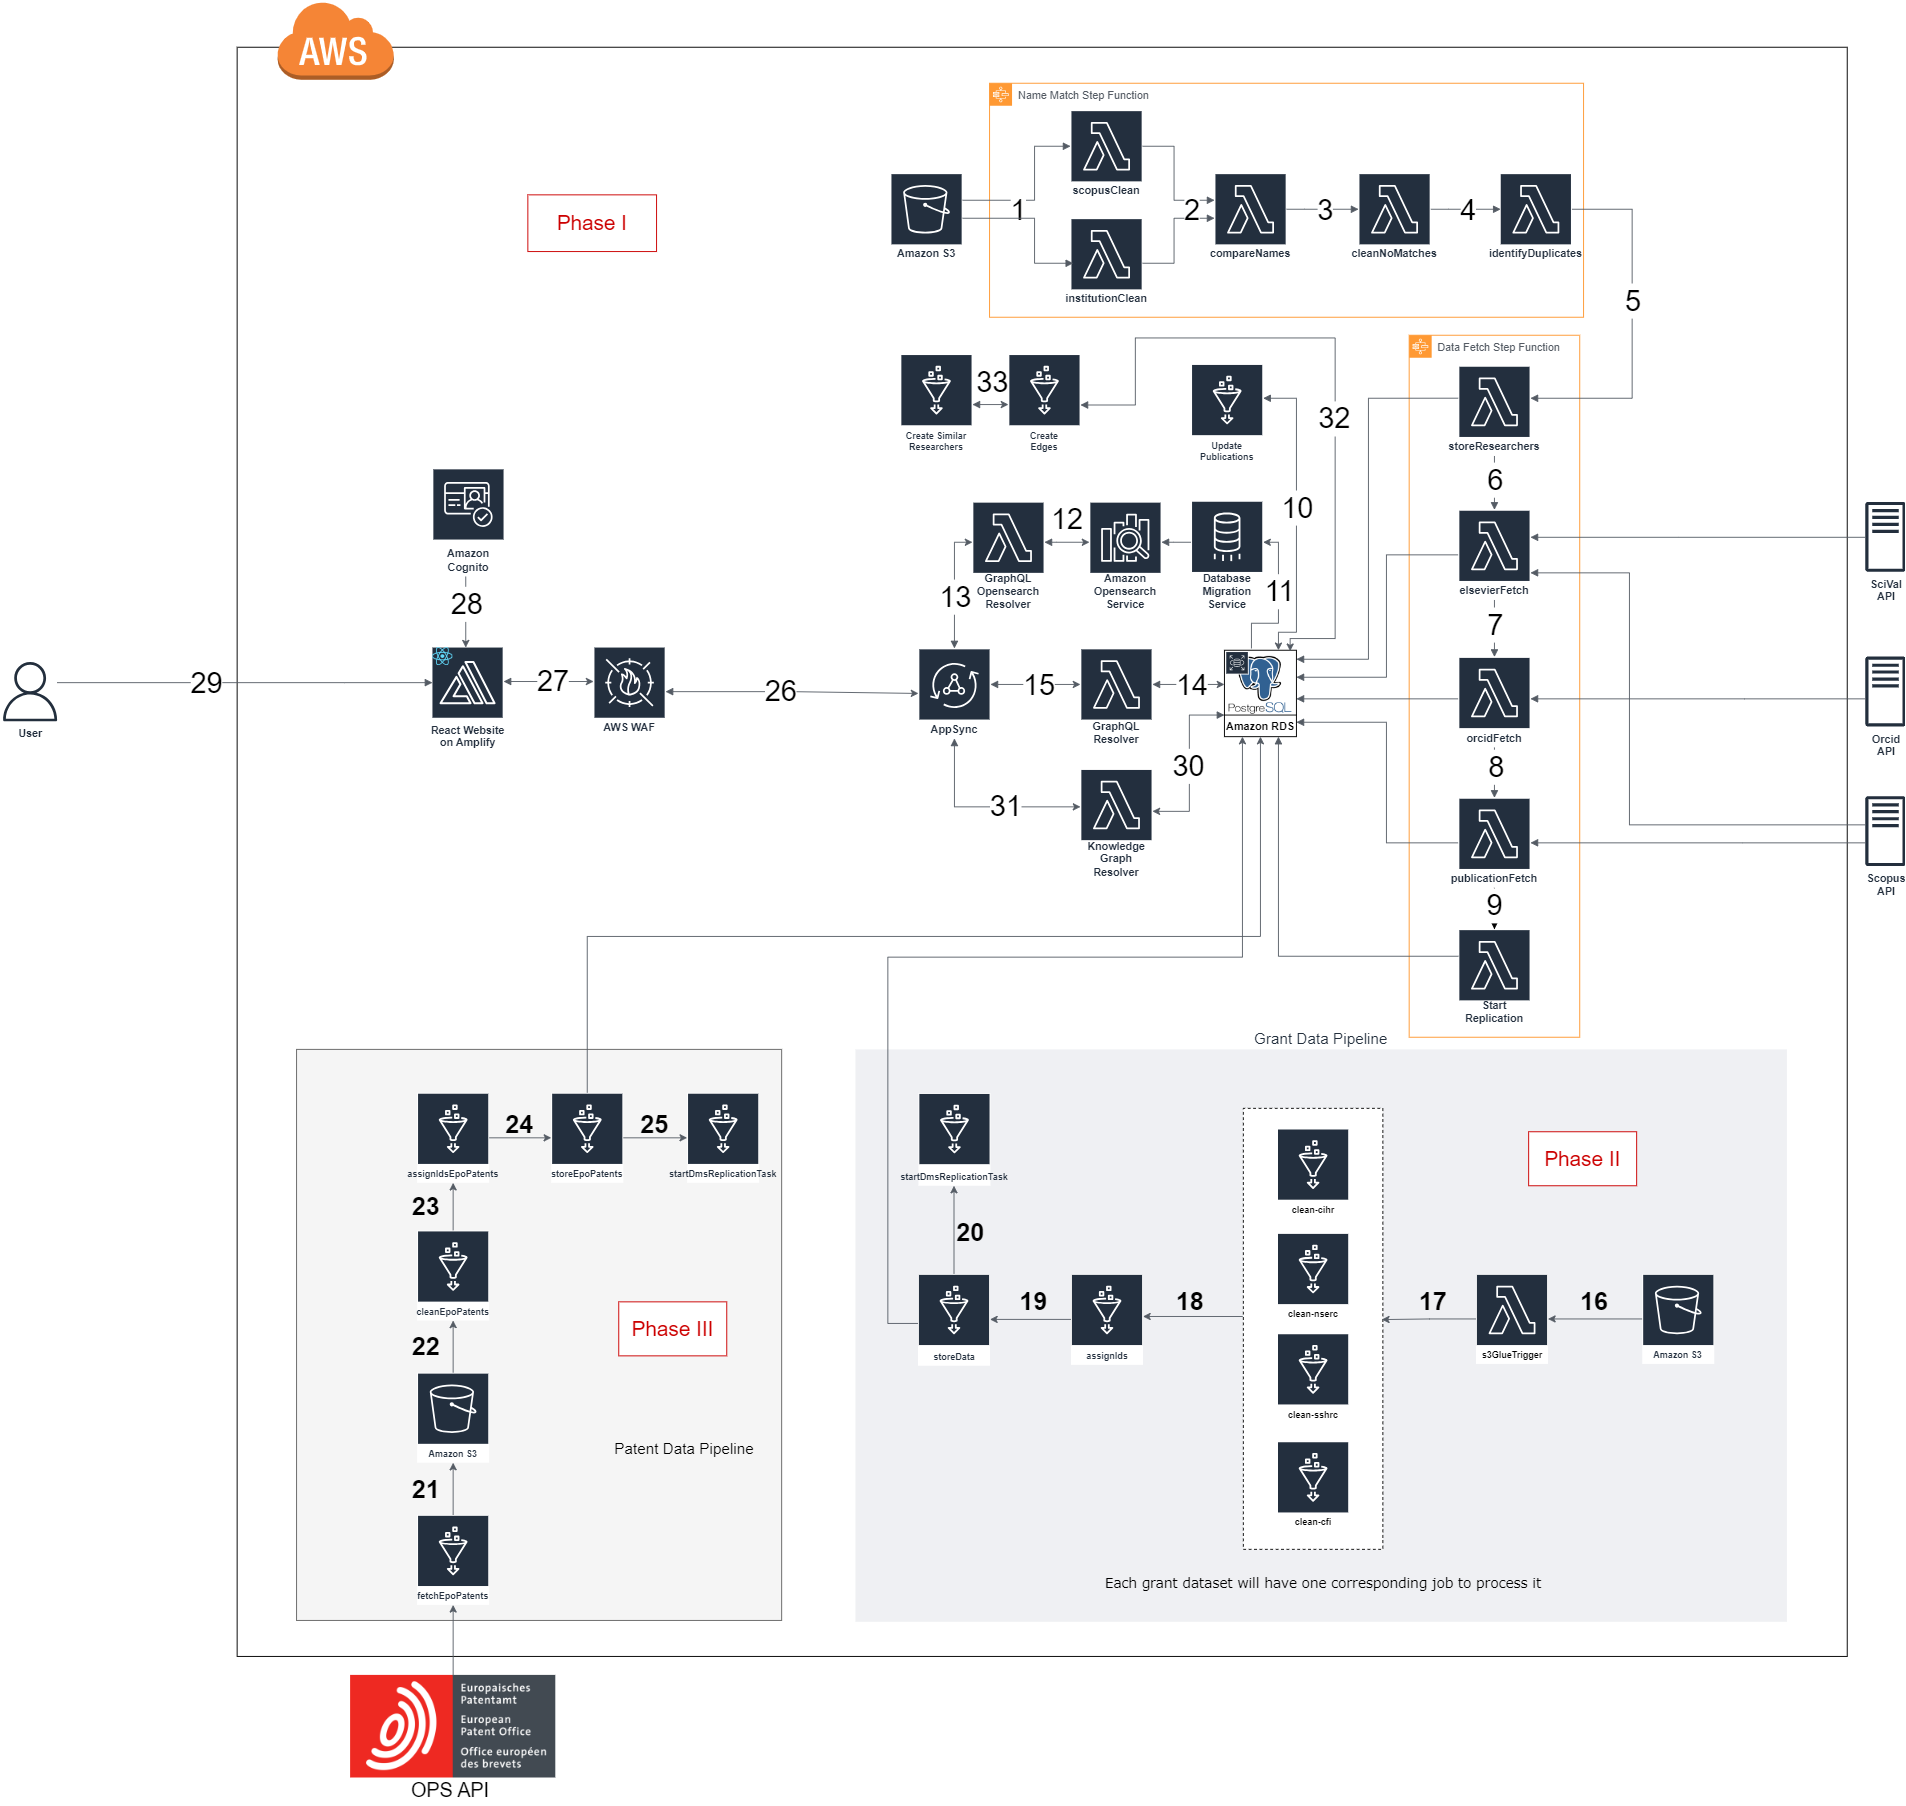 AWS
Name Match Step Function
scopusClean
Phase I
Amazon S3
1
2
compareNames
3
cleanNoMatches
4
identifyDuplicates
institutionClean
5
Data Fetch Step Function
33
32
Create Similar
Researchers
Create
Edges
Update
Publications
storeResearchers
6
10
Amazon
Cognito
28
12
GraphQL
Opensearch
Resolver
Amazon
Opensearch
Service
Database
Migration
Service
13
11
elsevierFetch
SciVal
API
7
29
27
26
15
14
User
React Website
on Amplify
AWS WAF
AppSync
GraphQL
Resolver
PostgreSQL
Amazon RDS
orcidFetch
Orcid
API
30
8
31
Knowledge
Graph
Resolver
publicationFetch
Scopus
API
9
Start
Replication
Grant Data Pipeline
24
25
assignIdsEpoPatents
storeEpoPatents
startDmsReplicationTask
startDmsReplicationTask
Phase II
23
20
clean-cihr
cleanEpoPatents
Phase III
19
18
clean-nserc
17
16
22
storeData
assignIds
s3GlueTrigger
Amazon S3
clean-sshrc
Amazon S3
Patent Data Pipeline
21
clean-cfi
fetchEpoPatents
Each grant dataset will have one corresponding job to process it
Europaisches
Patentamt
European
Patent Office
Office européen
des brevets
OPS API